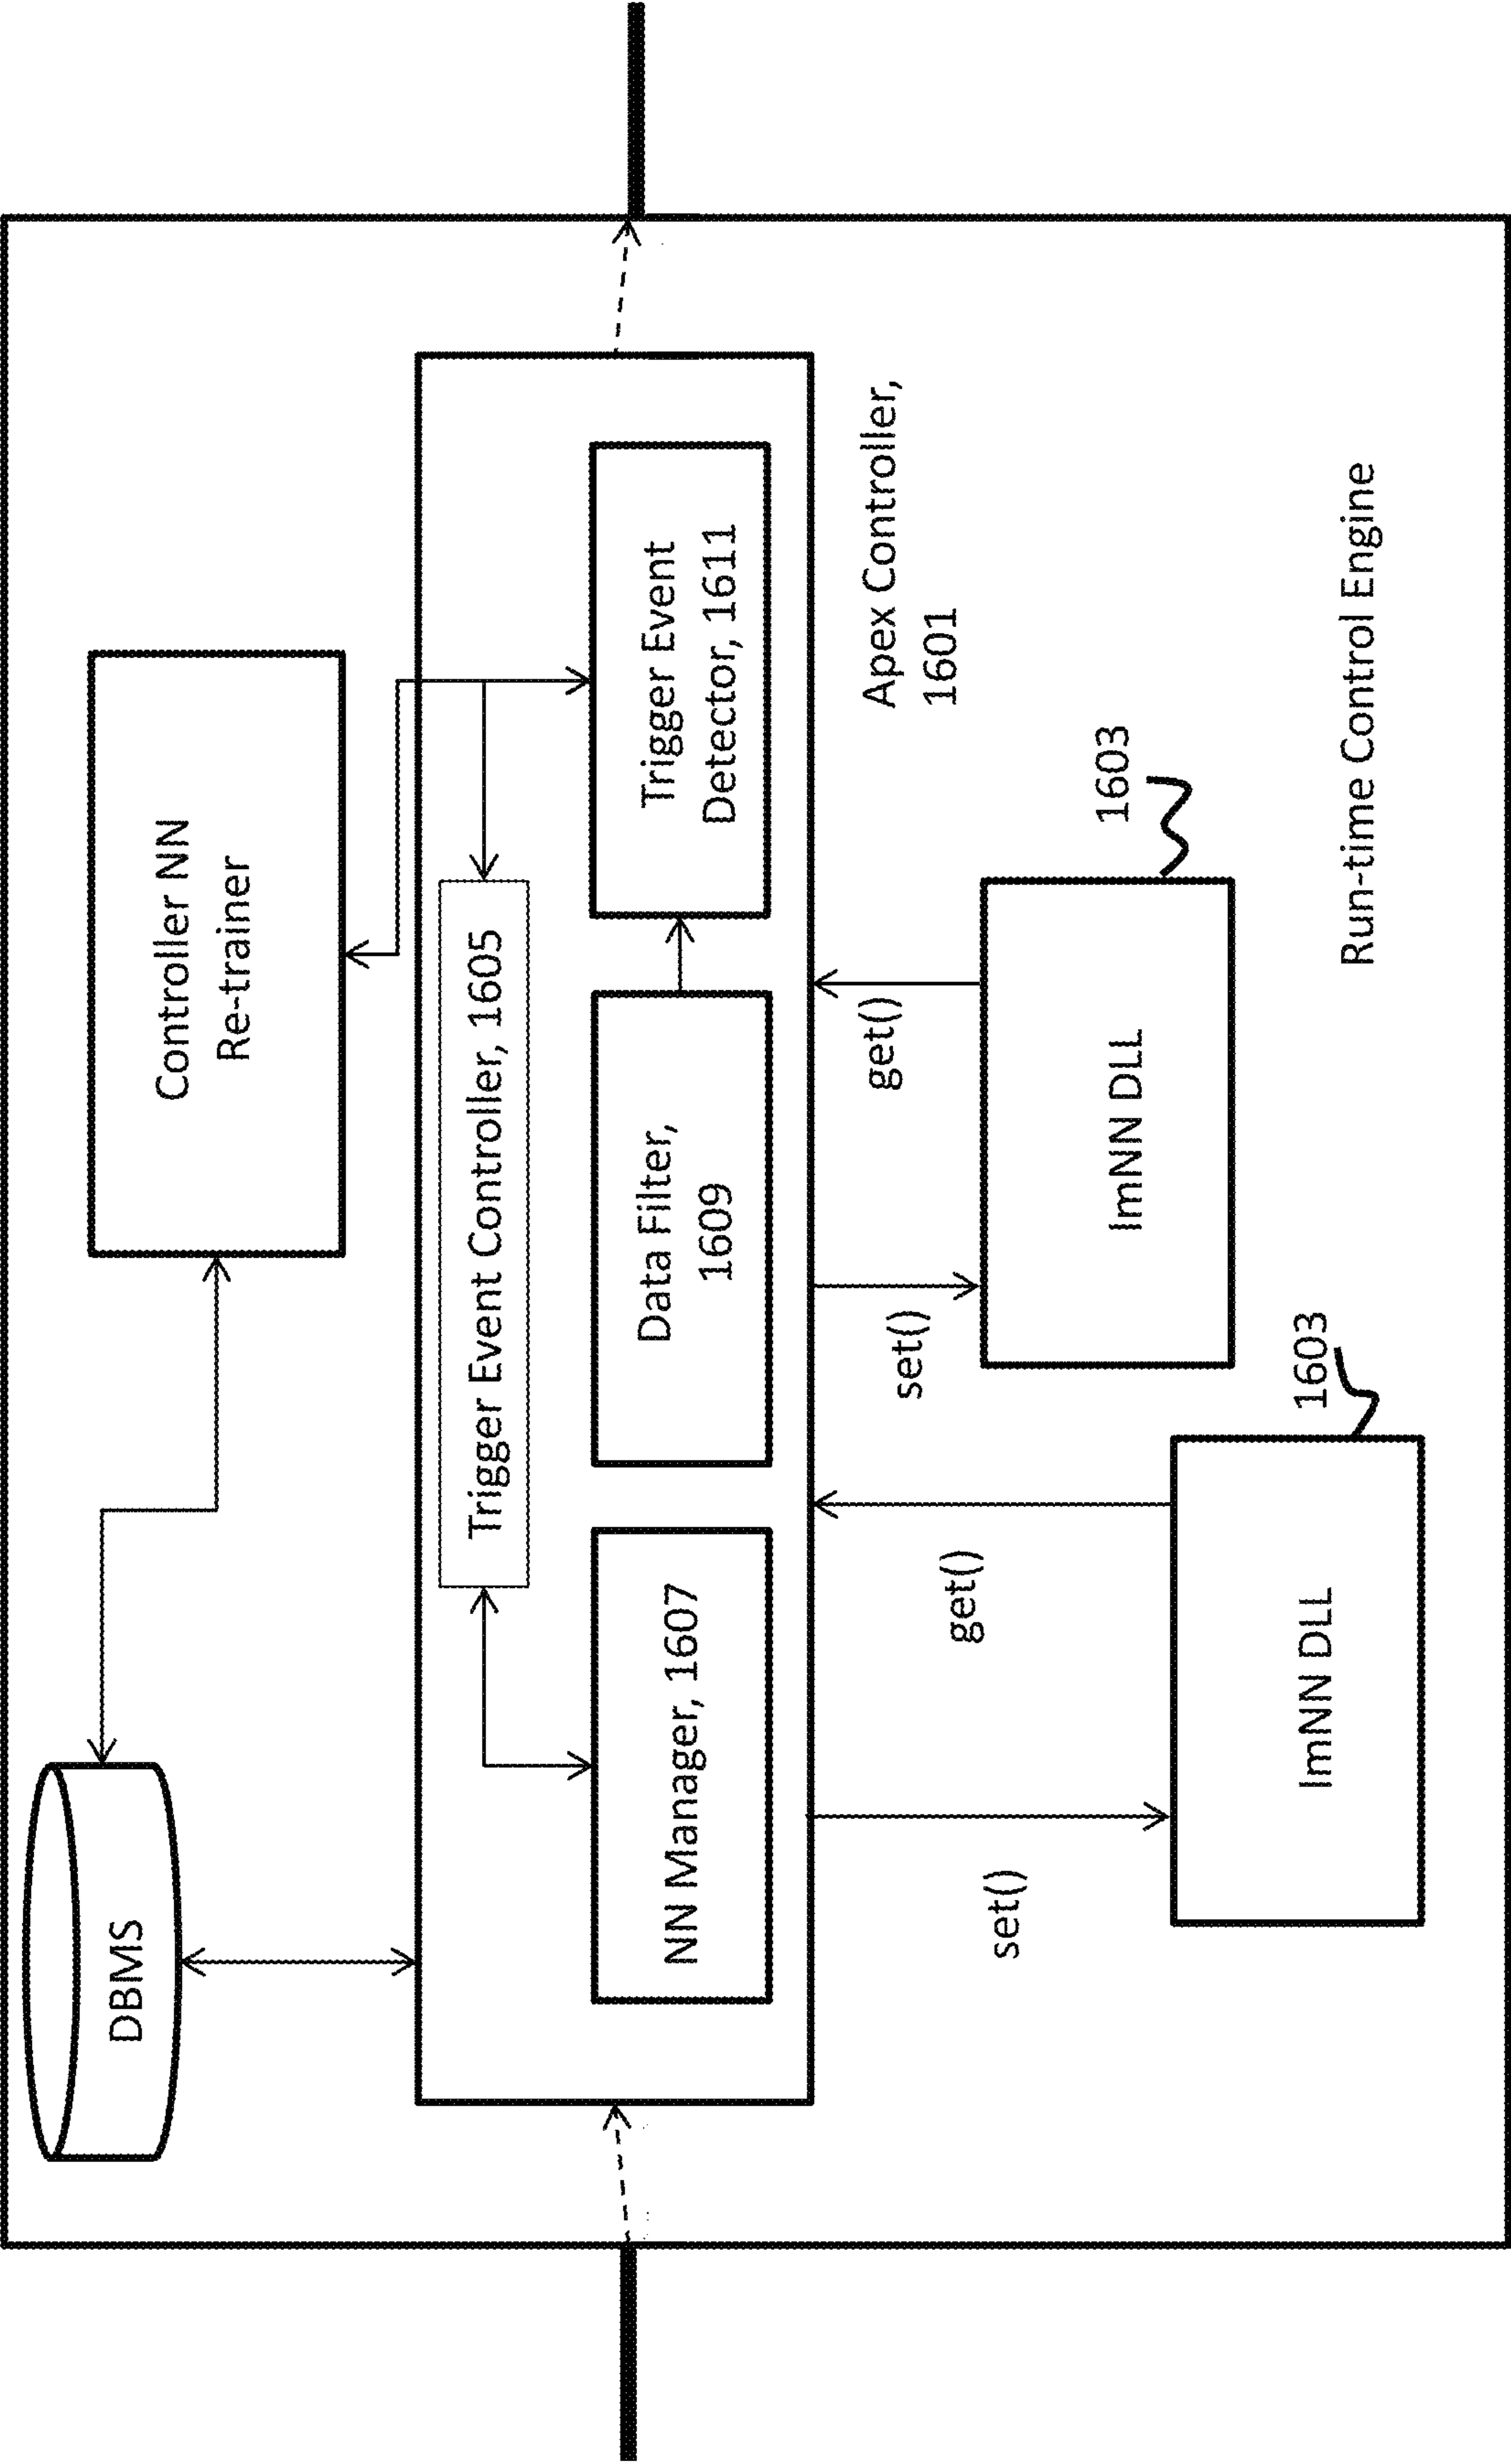 DBMS
Controller NN
Re-trainer
Trigger Event Controller, 1605
NN Manager, 1607
Data Filter,
1609
Trigger Event
Detector, 1611
Apex Controller,
1601
set()
get()
set()
get()
1603
1603
ImNN DLL
ImNN DLL
Run-time Control Engine